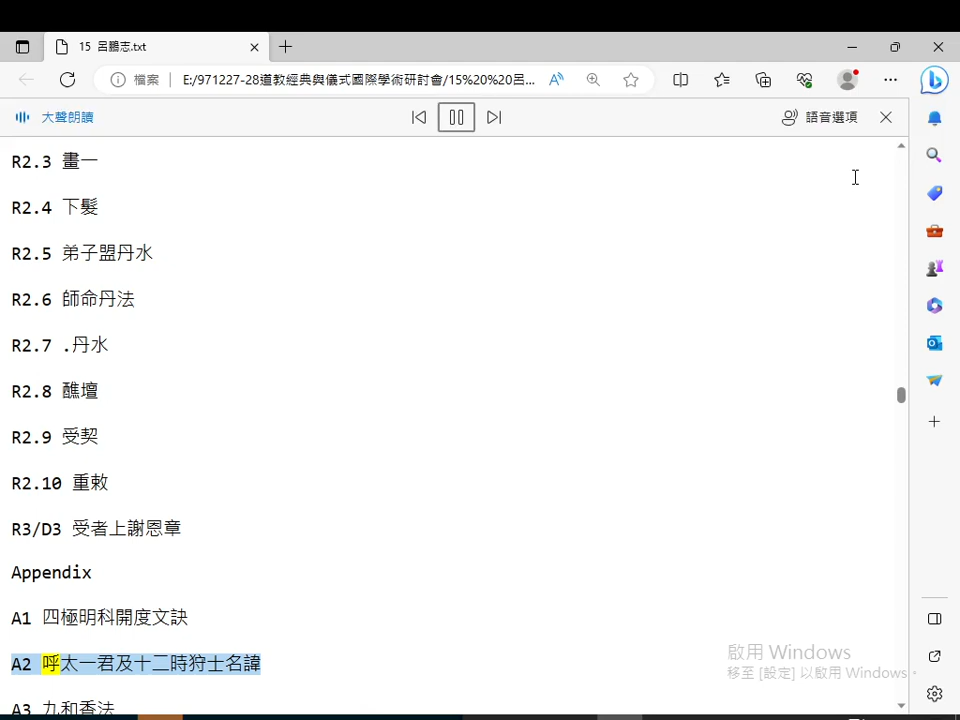 15 呂鵬志.txt
檔案
E:/971227-28道教經典與儀式國際學術研討會/15%20%20呂...
大聲朗讀
語音選項
R2.3 畫一
R2.4 下髮
R2.5 弟子盟丹水
R2.6 師命丹法
R2.7 .丹水
R2.8 醮壇
R2.9 受契
R2.10 重敕
R3/D3 受者上謝恩章
Appendix
A1 四極明科開度文訣
A2 呼太一君及十二時狩士名諱
A3 九和香法
啟用 Windows
移至 [設定] 以啟用 Windows。